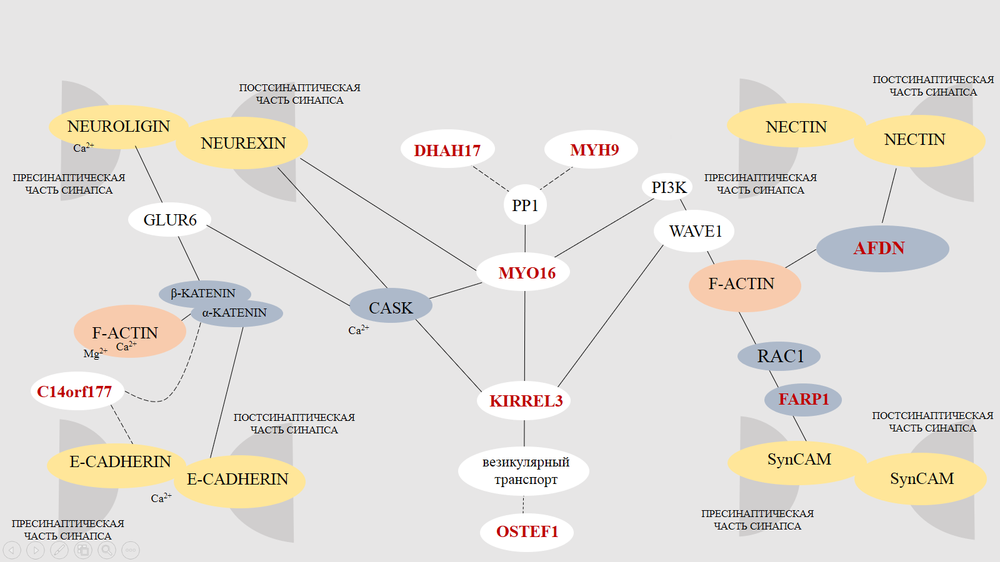 ПОСТСИНАПТИЧЕСКАЯ
ЧАСТЬ СИНАПСА
NEUROLIGIN
Ca²⁺
NEUREXIN
ПРЕСИНАПТИЧЕСКАЯ
ЧАСТЬ СИНАПСА
GLUR6
β-KATENIN
α-KATENIN
F-ACTIN
Mg²⁺
Ca²⁺
C14orf177
ПОСТСИНАПТИЧЕСКАЯ
ЧАСТЬ СИНАПСА
E-CADHERIN
E-CADHERIN
Ca²⁺
ПРЕСИНАПТИЧЕСКАЯ
ЧАСТЬ СИНАПСА
DHAH17
MYH9
PP1
MYO16
CASK
Ca²⁺
KIRREL3
везикулярный
транспорт
OSTEF1
ПОСТСИНАПТИЧЕСКАЯ
ЧАСТЬ СИНАПСА
NECTIN
NECTIN
ПРЕСИНАПТИЧЕСКАЯ
ЧАСТЬ СИНАПСА
PI3K
WAVE1
AFDN
F-ACTIN
RAC1
FARP1
ПОСТСИНАПТИЧЕСКАЯ
ЧАСТЬ СИНАПСА
SynCAM
SynCAM
ПРЕСИНАПТИЧЕСКАЯ
ЧАСТЬ СИНАПСА